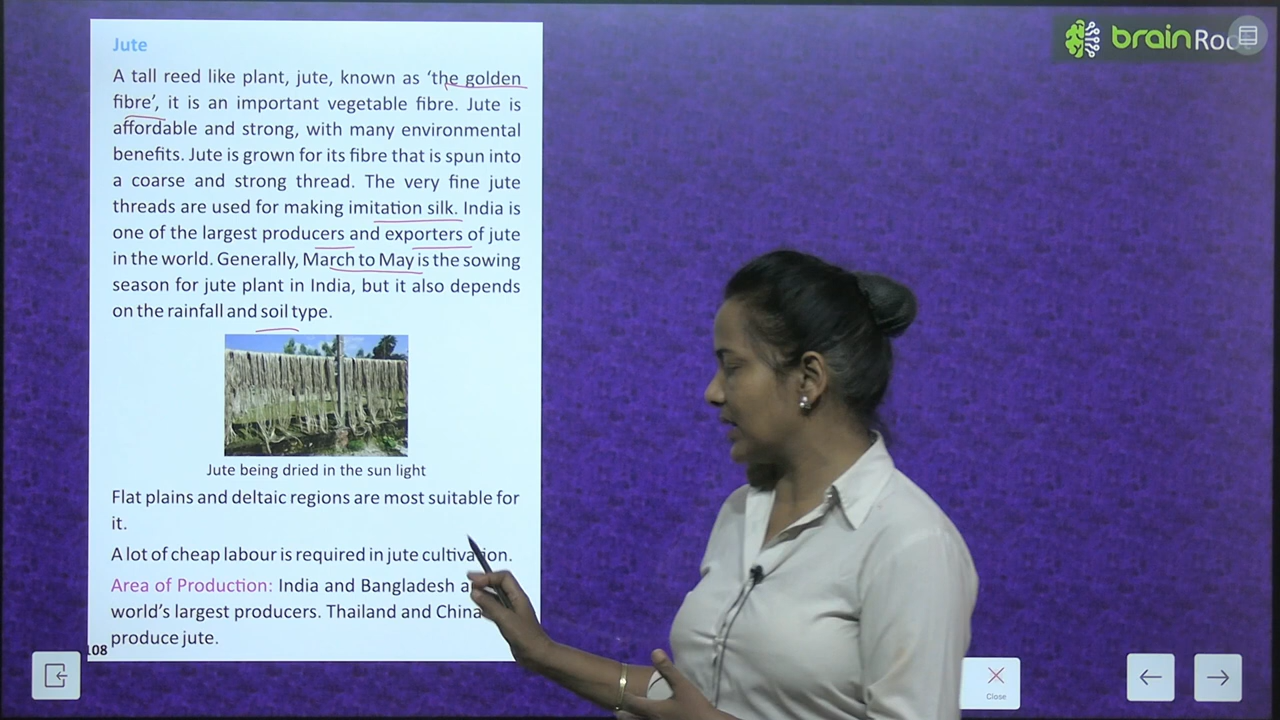 Jute
A tall reed like plant, jute, known as ‘the golden
fibre’, it is an important vegetable fibre. Jute is
affordable and strong, with many environmental
benefits. Jute is grown for its fibre that is spun into
a coarse and strong thread. The very fine jute
threads are used for making imitation silk. India is
one of the largest producers and exporters of jute
in the world. Generally, March to May is the sowing
season for jute plant in India, but it also depends
on the rainfall and soil type.
Jute being dried in the sun light
Flat plains and deltaic regions are most suitable for
it.
A lot of cheap labour is required in jute cultivation.
Area of Production: India and Bangladesh
world’s largest producers. Thailand and China
produce jute.
108
brain
Close